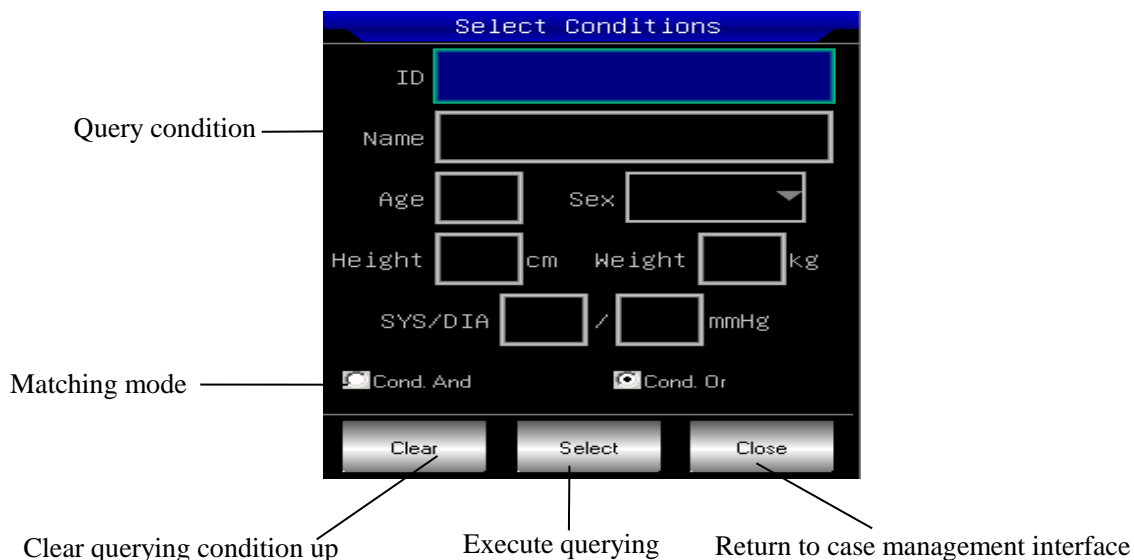 Select Conditions
ID
Query condition
Name
Age Sex
Height cm Weight kg
SYS/DIA / mmHg
Matching mode
Cond. And Cond. Or
Clear Select Close
Clear querying condition up Execute querying Return to case management interface